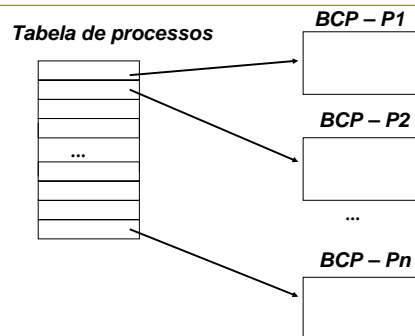 Tabela de processos
BCP – P1
BCP – P2
...
...
BCP – Pn